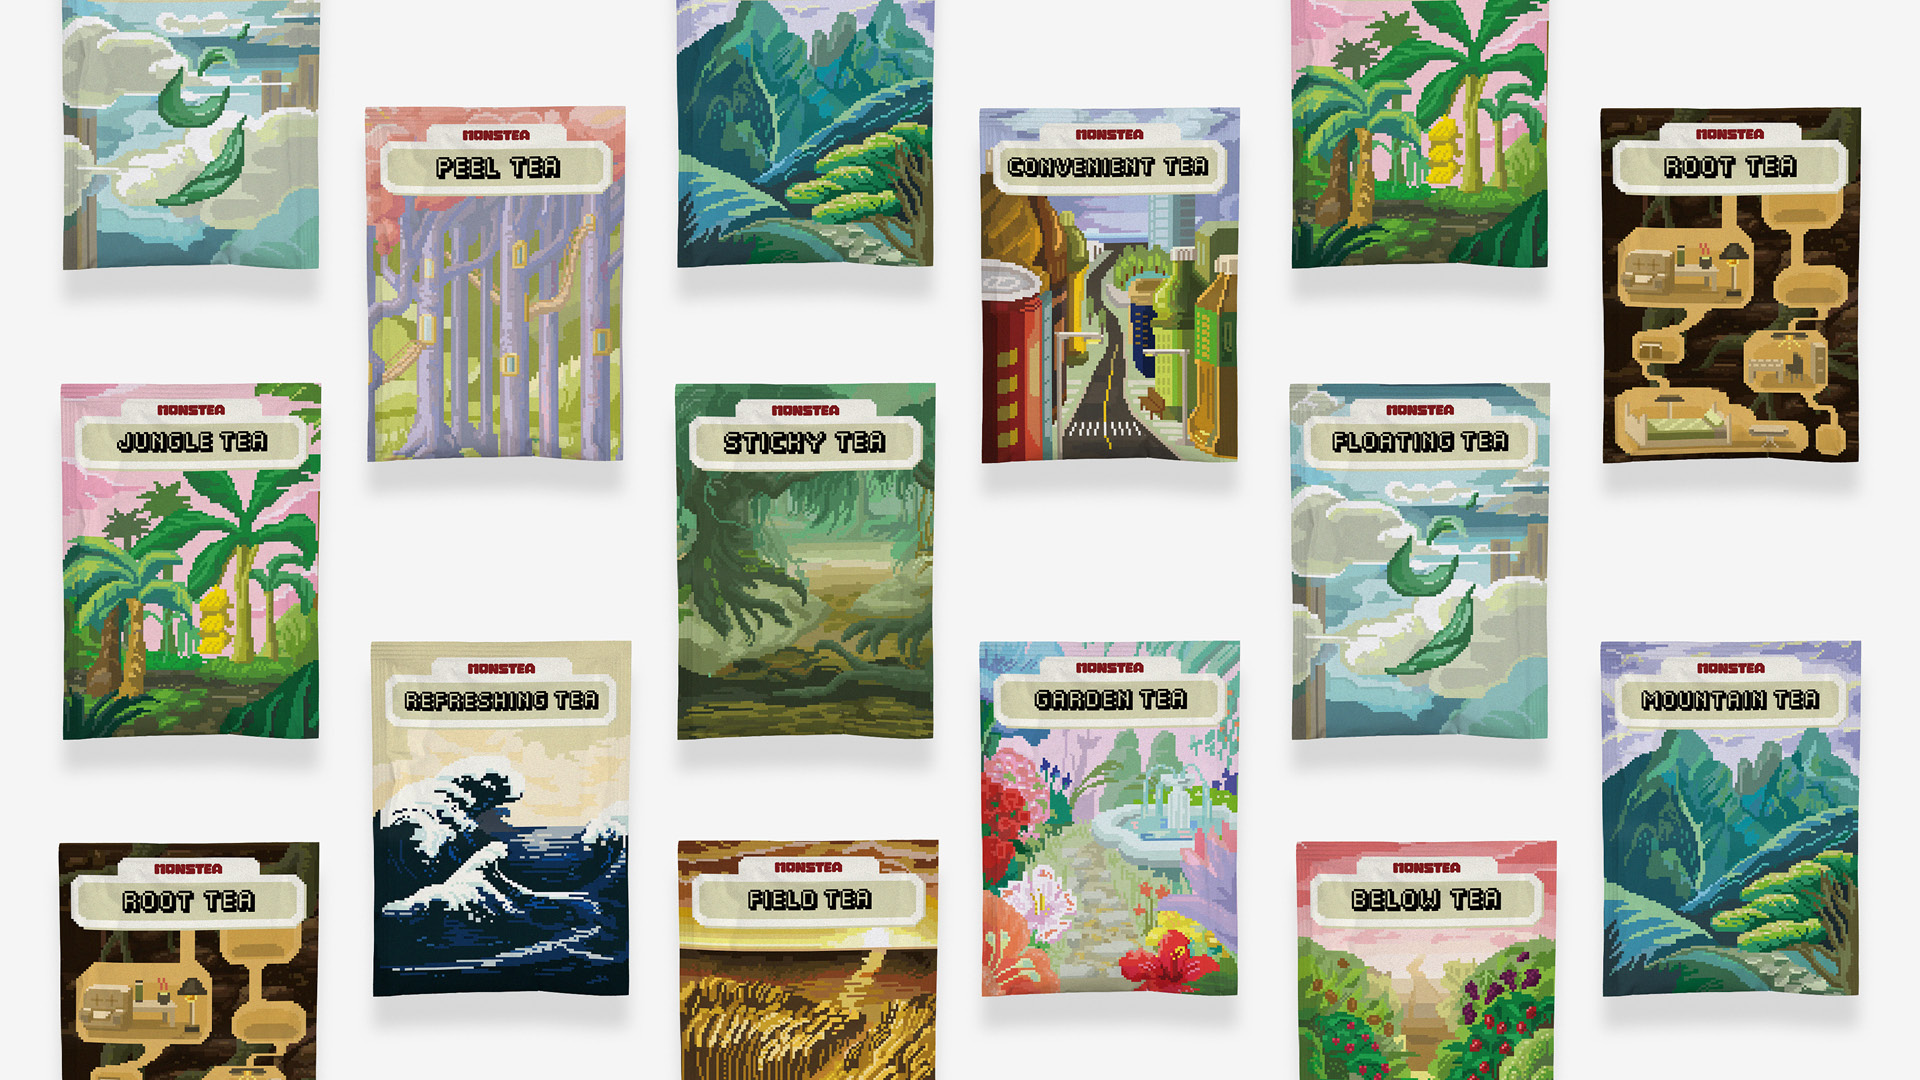 MONSTEA
PEEL TEA
MONSTEA
CONVENIENT TEA
MONSTEA
ROOT TEA
MONSTEA
JUNGLE TEA
MONSTEA
STICKY TEA
MONSTEA
FLOATING TEA
MONSTEA
REFRESHING TEA
MONSTEA
GARDEN TEA
MONSTEA
MOUNTAIN TEA
MONSTEA
ROOT TEA
MONSTEA
FIELD TEA
MONSTEA
BELOW TEA